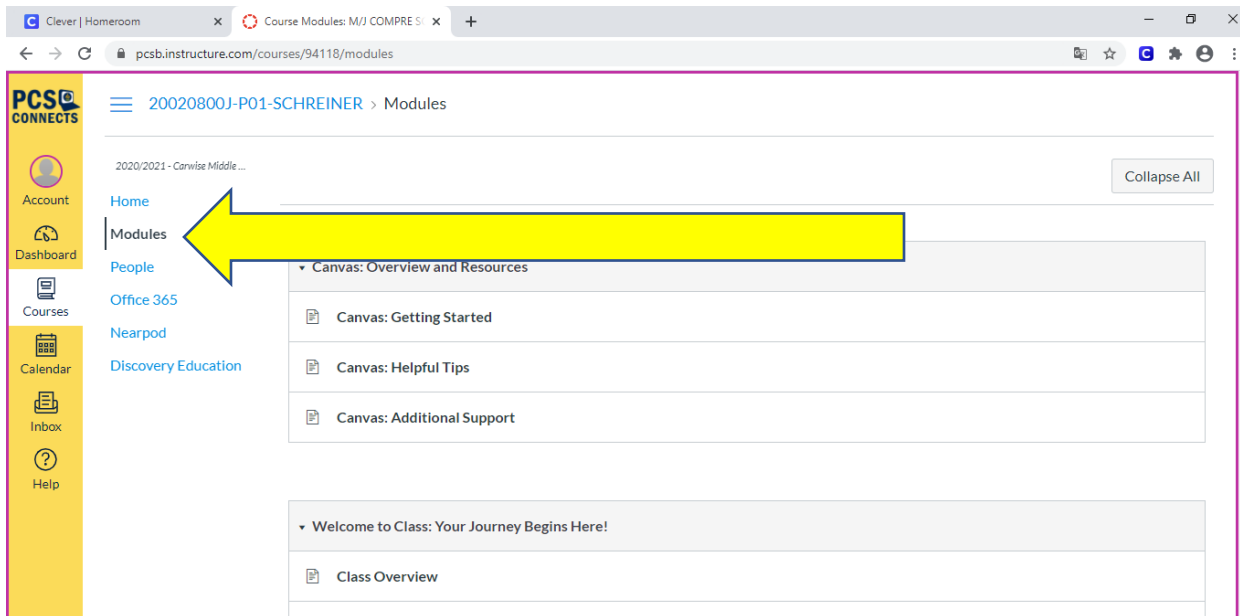 Clever | Homeroom
Course Modules: M/J COMPRE S
pcsb.instructure.com/courses/94118/modules
PCS
CONNECTS
20020800J-P01-SCHREINER > Modules
2020/2021 - Carwise Middle ...
Collapse All
Account
Dashboard
Courses
Calendar
Inbox
Help
Home
Modules
People
Office 365
Nearpod
Discovery Education
Canvas: Overview and Resources
Canvas: Getting Started
Canvas: Helpful Tips
Canvas: Additional Support
Welcome to Class: Your Journey Begins Here!
Class Overview